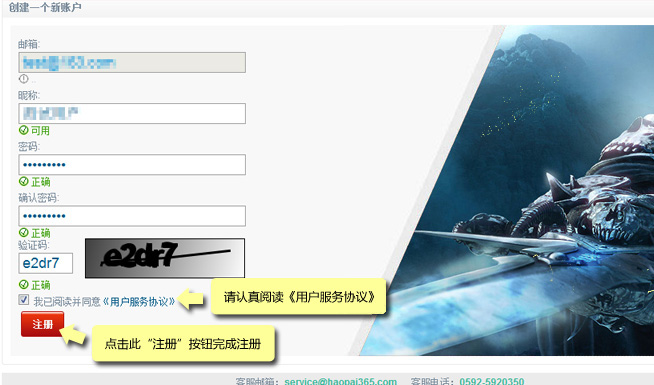 创建一个新账户
邮箱:
昵称:
可用
密码:
•••••••••
正确
确认密码:
•••••••••
正确
验证码:
e2dr7
e2dr7
正确
我已阅读并同意《用户服务协议》
请认真阅读《用户服务协议》
注册
点击此“注册”按钮完成注册
客服邮箱：service@haopai365.com 客服电话：0592-5920350